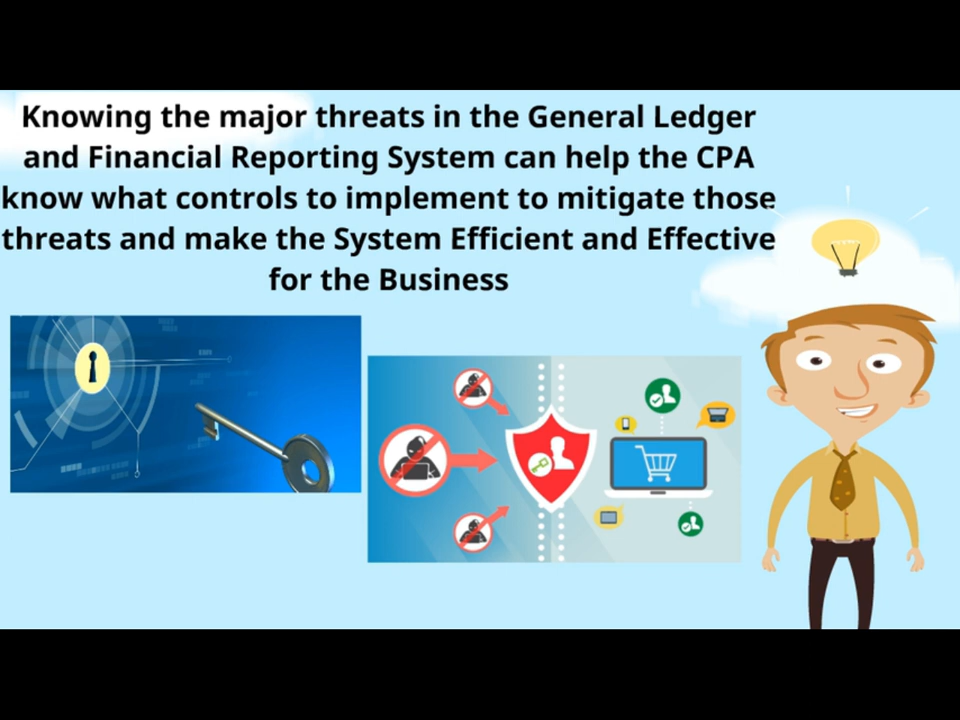 Knowing the major threats in the General Ledger
and Financial Reporting System can help the CPA
know what controls to implement to mitigate those
threats and make the System Efficient and Effective
for the Business